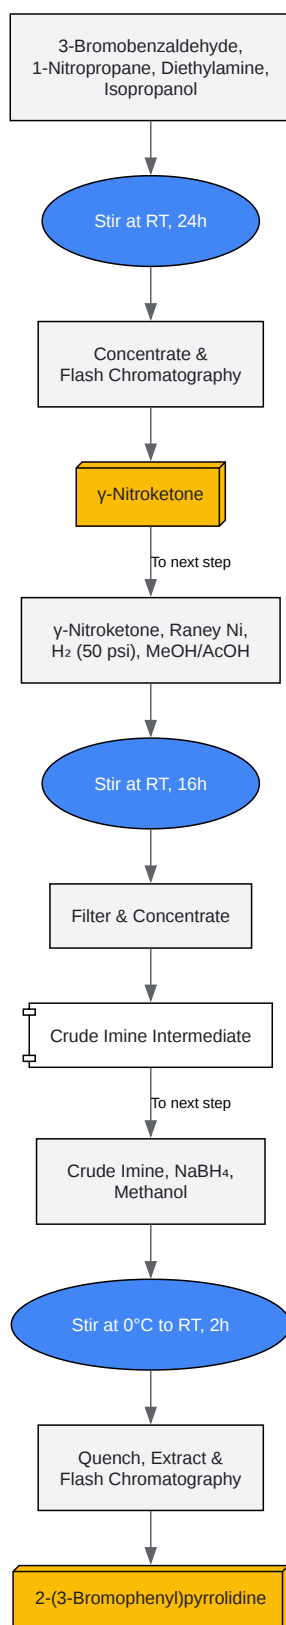 3-Bromobenzaldehyde,
1-Nitropropane, Diethylamine,
Isopropanol
Stir at RT, 24h
Concentrate &
Flash Chromatography
γ-Nitroketone
To next step
γ-Nitroketone, Raney Ni,
H₂ (50 psi), MeOH/AcOH
Stir at RT, 16h
Filter & Concentrate
Crude Imine Intermediate
To next step
Crude Imine, NaBH₄,
Methanol
Stir at 0°C to RT, 2h
Quench, Extract &
Flash Chromatography
2-(3-Bromophenyl)pyrrolidine